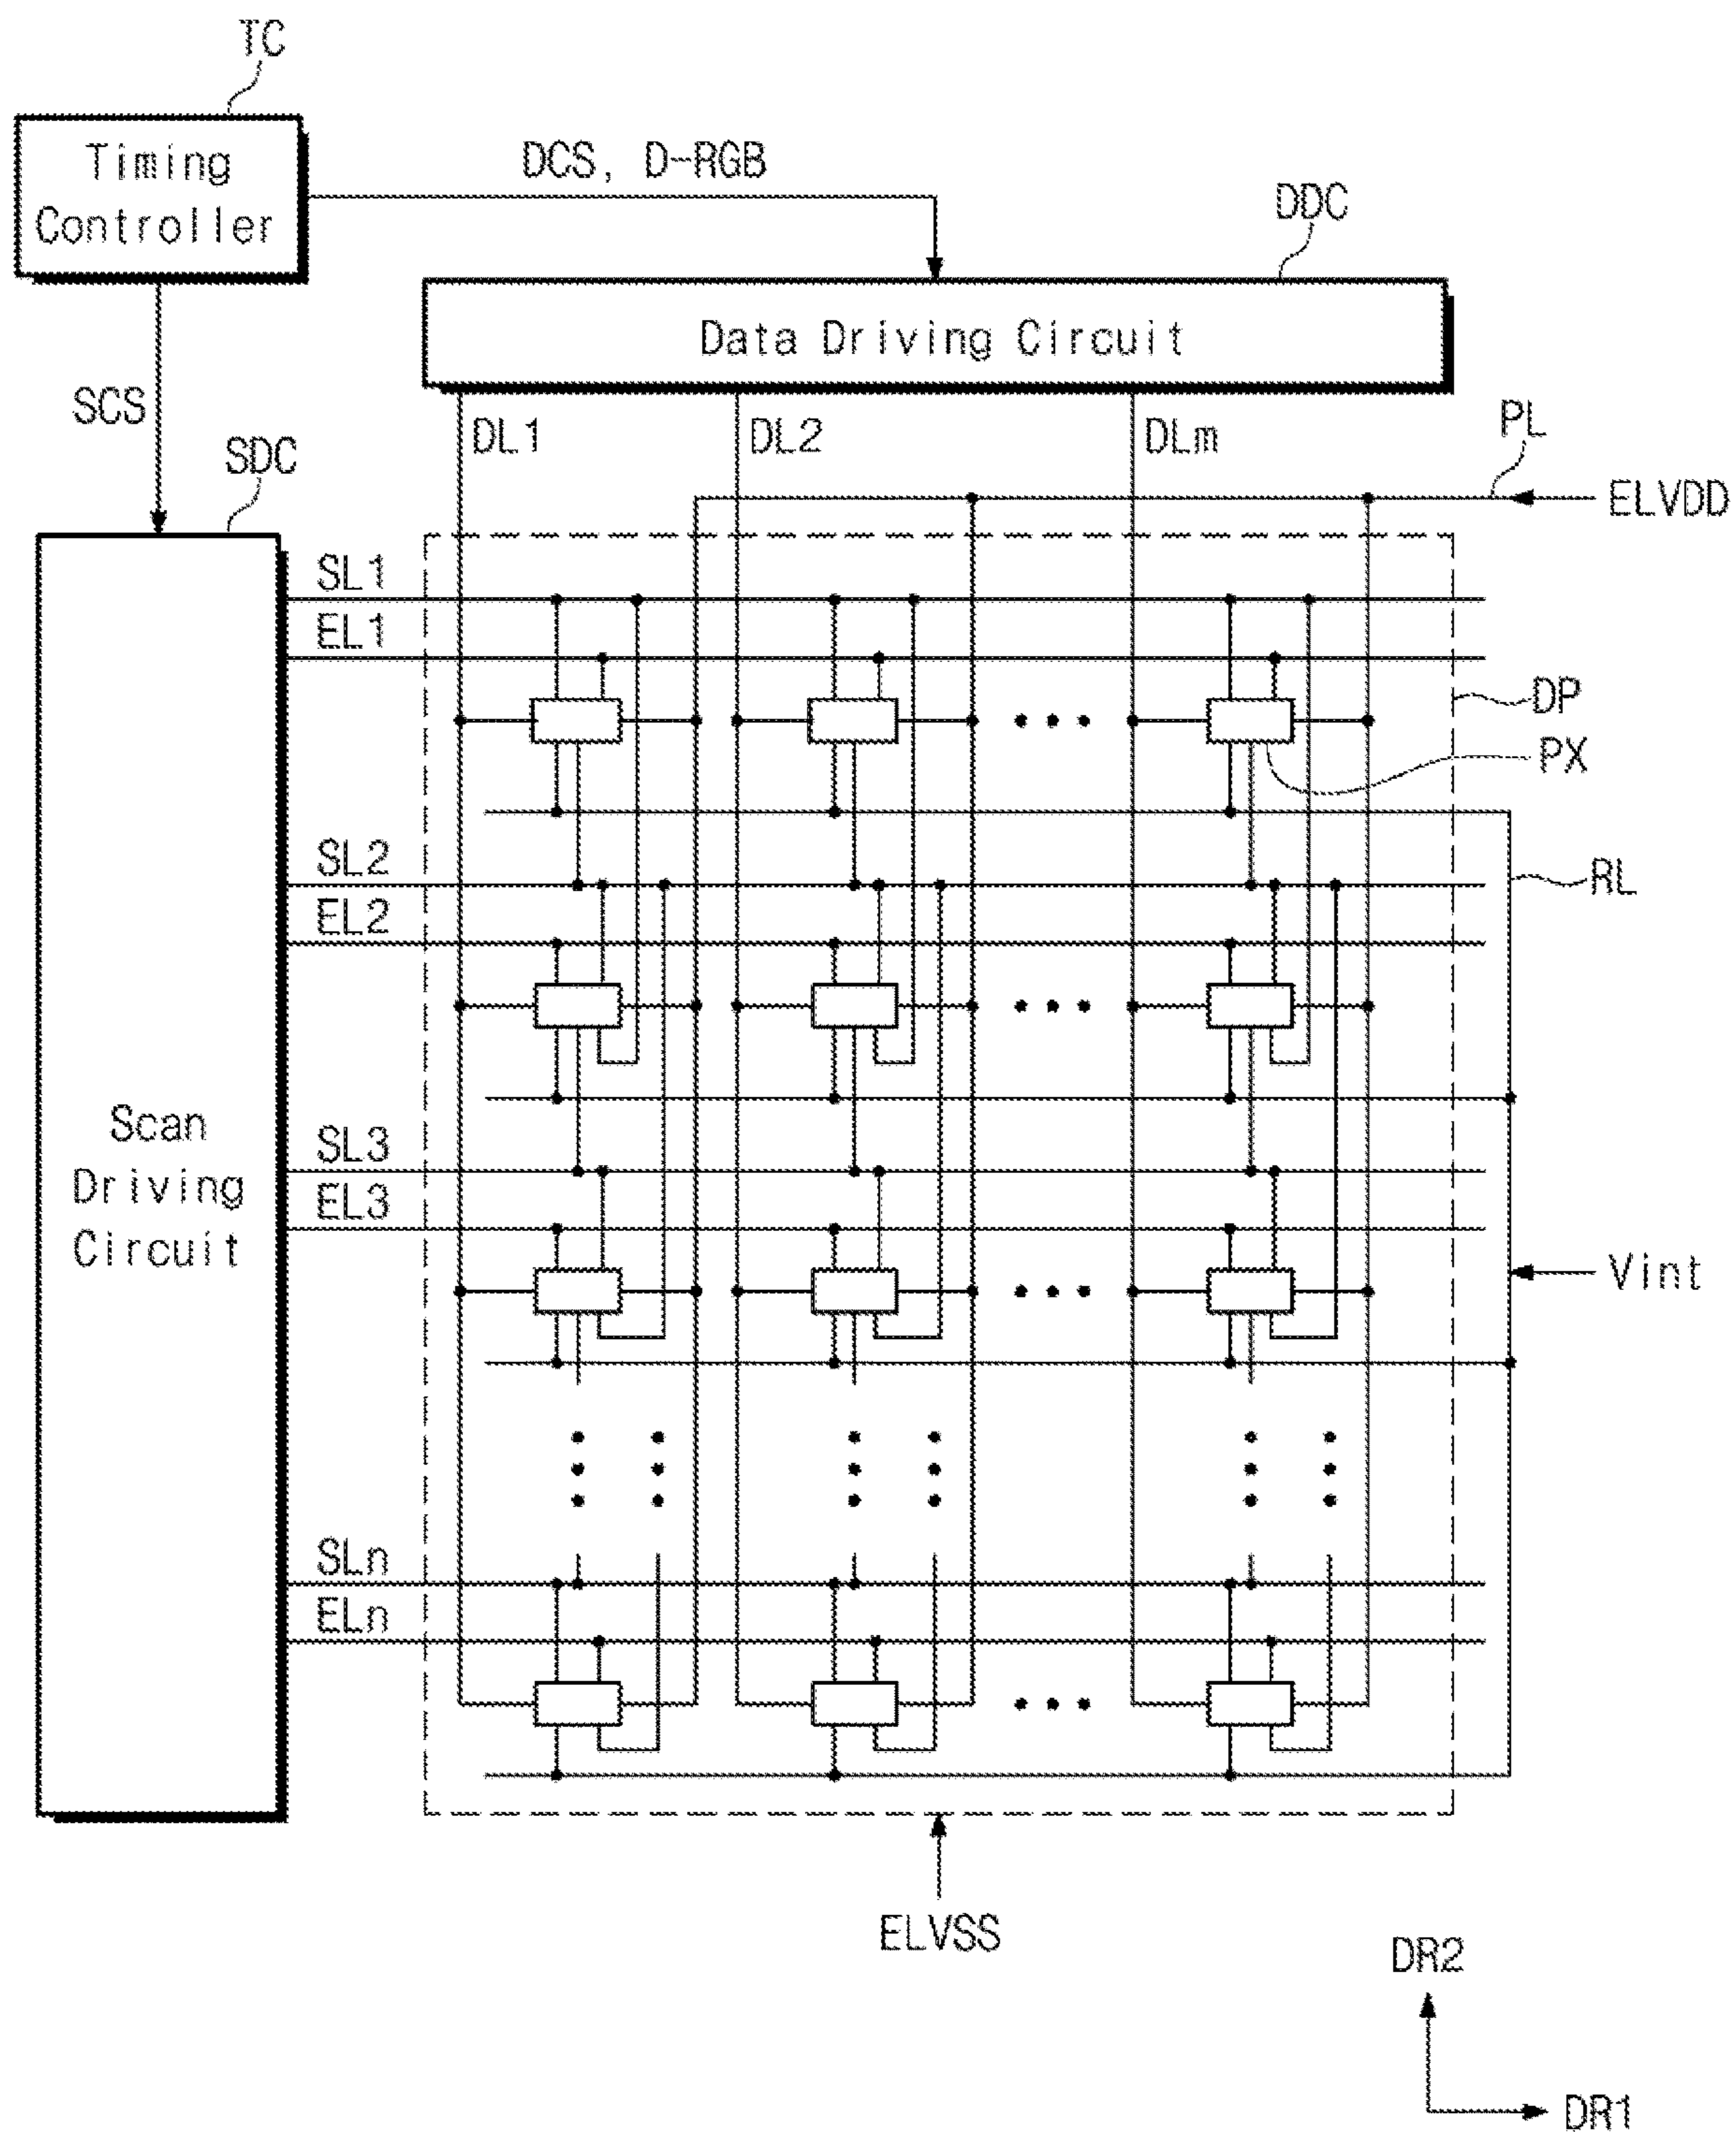 TC
Timing
Controller
DCS, D-RGB
DDC
Data Driving Circuit
SCS
SDC
DL1
DL2
DLm
PL
ELVDD
SL1
EL1
DP
PX
SL2
EL2
RL
Scan
Driving
Circuit
SL3
EL3
Vint
SLn
ELn
ELVSS
DR2
DR1